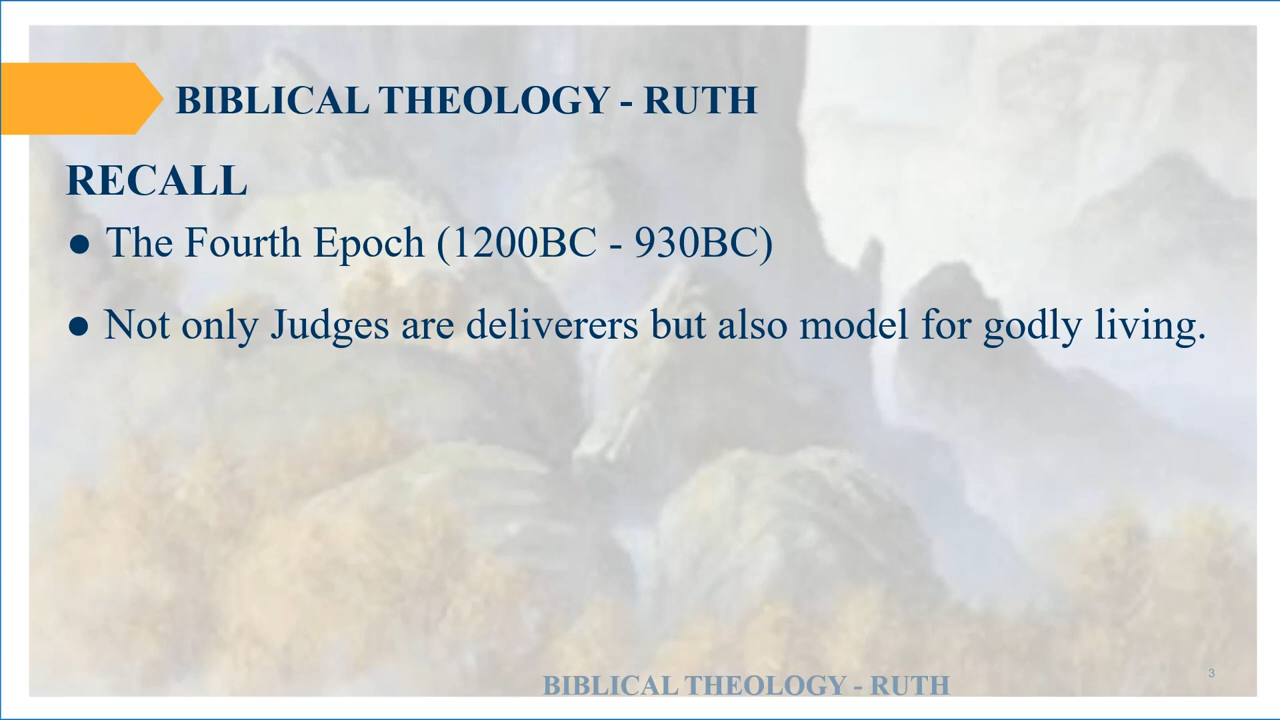 BIBLICAL THEOLOGY - RUTH
RECALL
● The Fourth Epoch (1200BC - 930BC)
● Not only Judges are deliverers but also model for godly living.
3
BIBLICAL THEOLOGY - RUTH